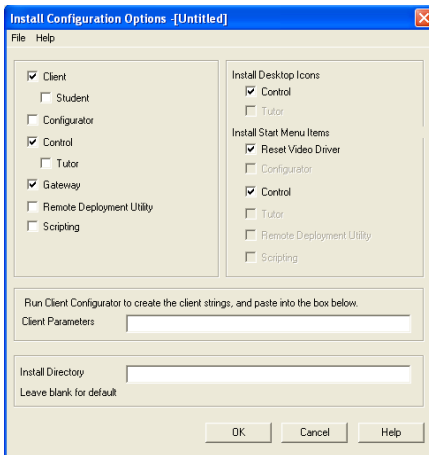 Install Configuration Options -[Untitled]
File Help
Client
Student
Configurator
Control
Tutor
Gateway
Remote Deployment Utility
Scripting
Install Desktop Icons
Control
Tutor
Install Start Menu Items
Reset Video Driver
Configurator
Control
Tutor
Remote Deployment Utility
Scripting
Run Client Configurator to create the client strings, and paste into the box below.
Client Parameters
Install Directory
Leave blank for default
OK Cancel Help